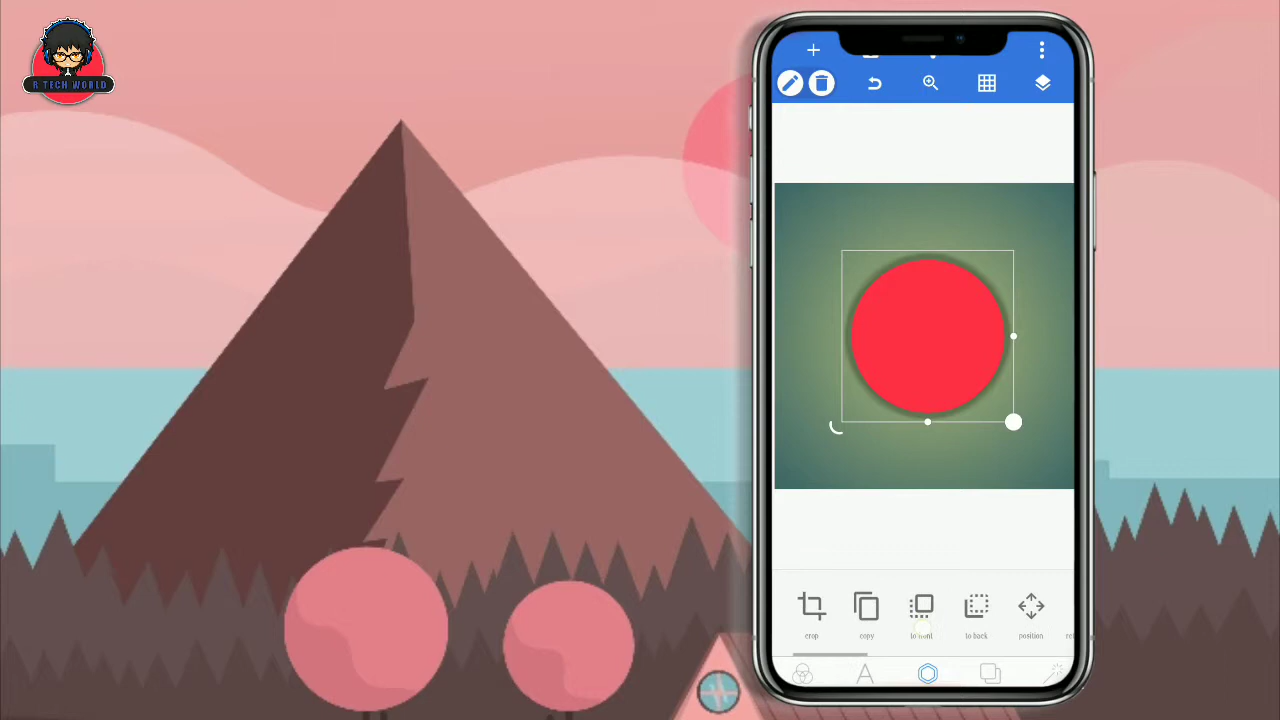 R TECH WORLD
crop
copy
to front
to back
position